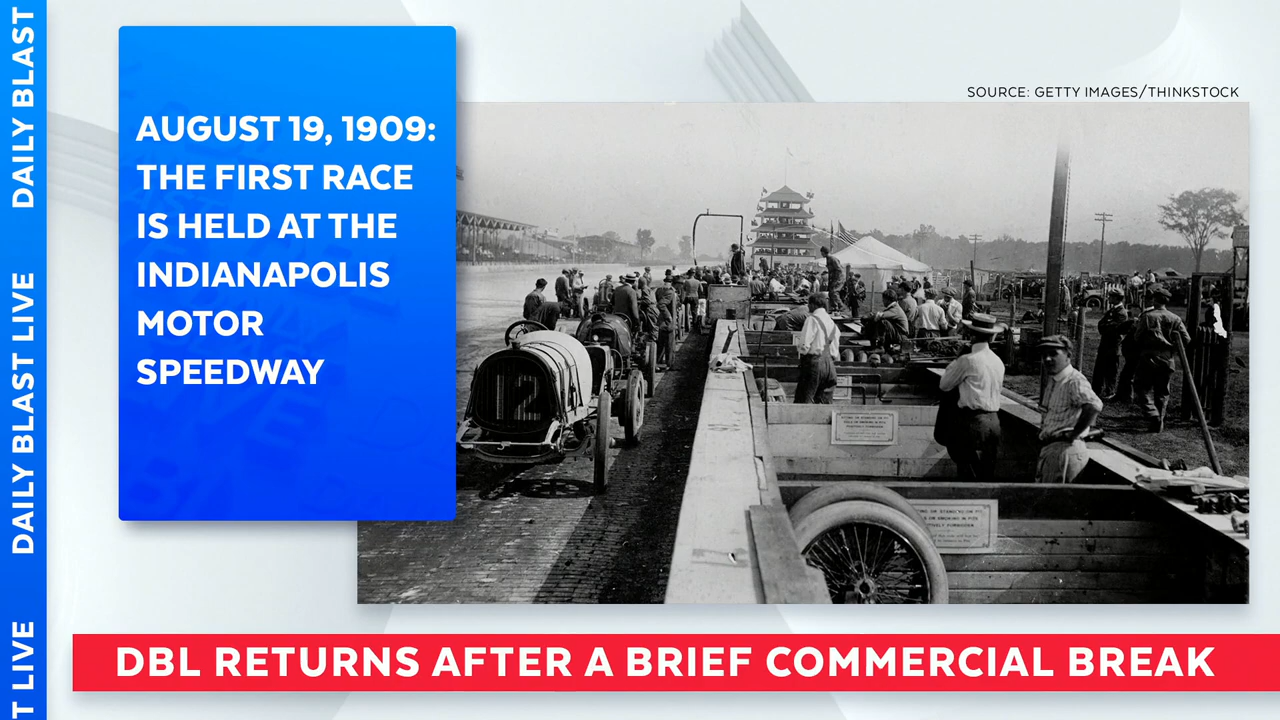 DAILY BLAST
DAILY BLAST LIVE
T LIVE
AUGUST 19, 1909:
THE FIRST RACE
IS HELD AT THE
INDIANAPOLIS
MOTOR
SPEEDWAY
SOURCE: GETTY IMAGES/THINKSTOCK
12
DBL RETURNS AFTER A BRIEF COMMERCIAL BREAK